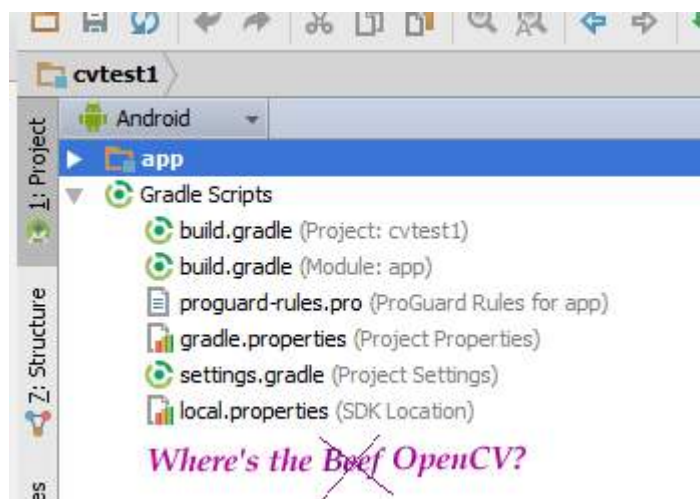 cvtest1
Android
1: Project
app
Gradle Scripts
build.gradle (Project: cvtest1)
build.gradle (Module: app)
proguard-rules.pro (ProGuard Rules for app)
gradle.properties (Project Properties)
7: Structure
settings.gradle (Project Settings)
local.properties (SDK Location)
Where's the Beef OpenCV?